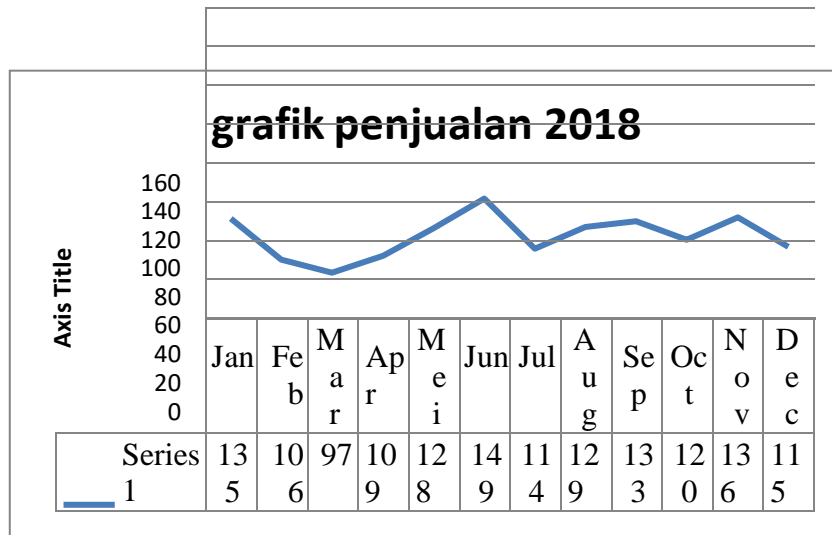 grafik penjualan 2018
160
140
120
100
80
60
40
20
0
Axis Title
Jan Feb Mar Apr Mei Jun Jul Aug Sep Oct Nov Dec
Series 1 135 106 97 109 128 149 114 129 133 120 136 115